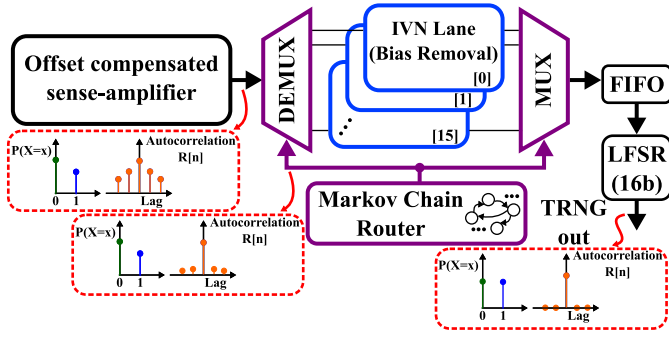 Offset compensated
sense-amplifier
DEMUX
IVN Lane
(Bias Removal)
[0]
[1]
[15]
MUX
FIFO
LFSR
(16b)
Markov Chain
Router
TRNG
out
P(X=x)
Autocorrelation
R[n]
0 1 Lag
P(X=x)
Autocorrelation
R[n]
0 1 Lag
P(X=x)
Autocorrelation
R[n]
0 1 Lag